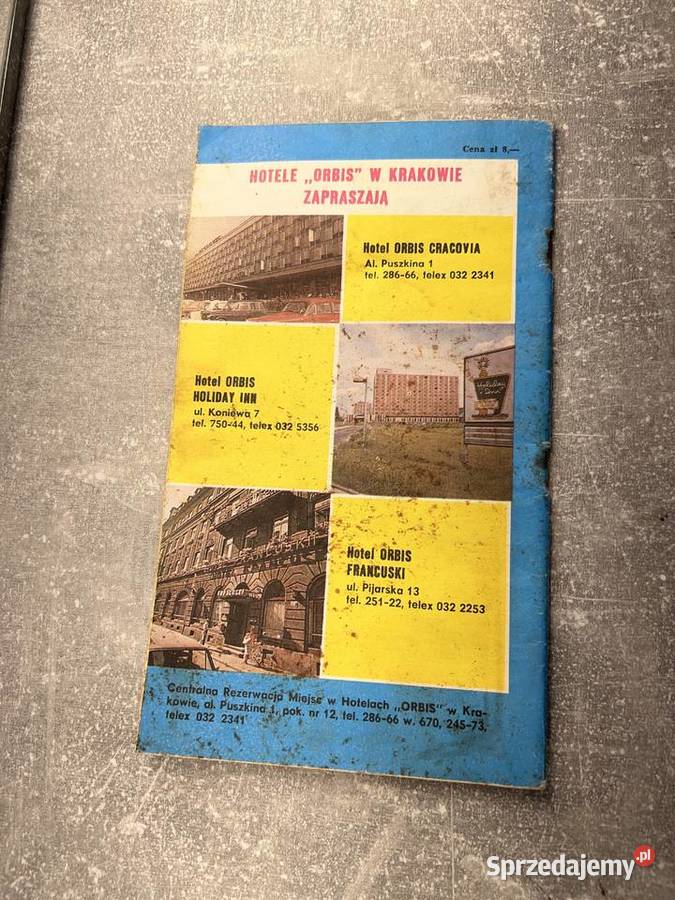 Cena zł 8,—
HOTELE „ORBIS" W KRAKOWIE
ZAPRASZAJĄ
Hotel ORBIS CRACOVIA
Al. Puszkina 1
tel. 286-66, telex 032 2341
Hotel ORBIS
HOLIDAY INN
ul. Koniewa 7
tel. 750-44, telex 032 5356
Holiday
Inn
Hotel ORBIS
FRANCUSKI
ul. Pijarska 13
tel. 251-22, telex 032 2253
Centralna Rezerwacja Miejsc w Hotelach „ORBIS" w Kra-
kowie, al. Puszkina 1, pok. nr 12, tel. 286-66 w. 670, 245-73,
telex 032 2341
Sprzedajemy.pl